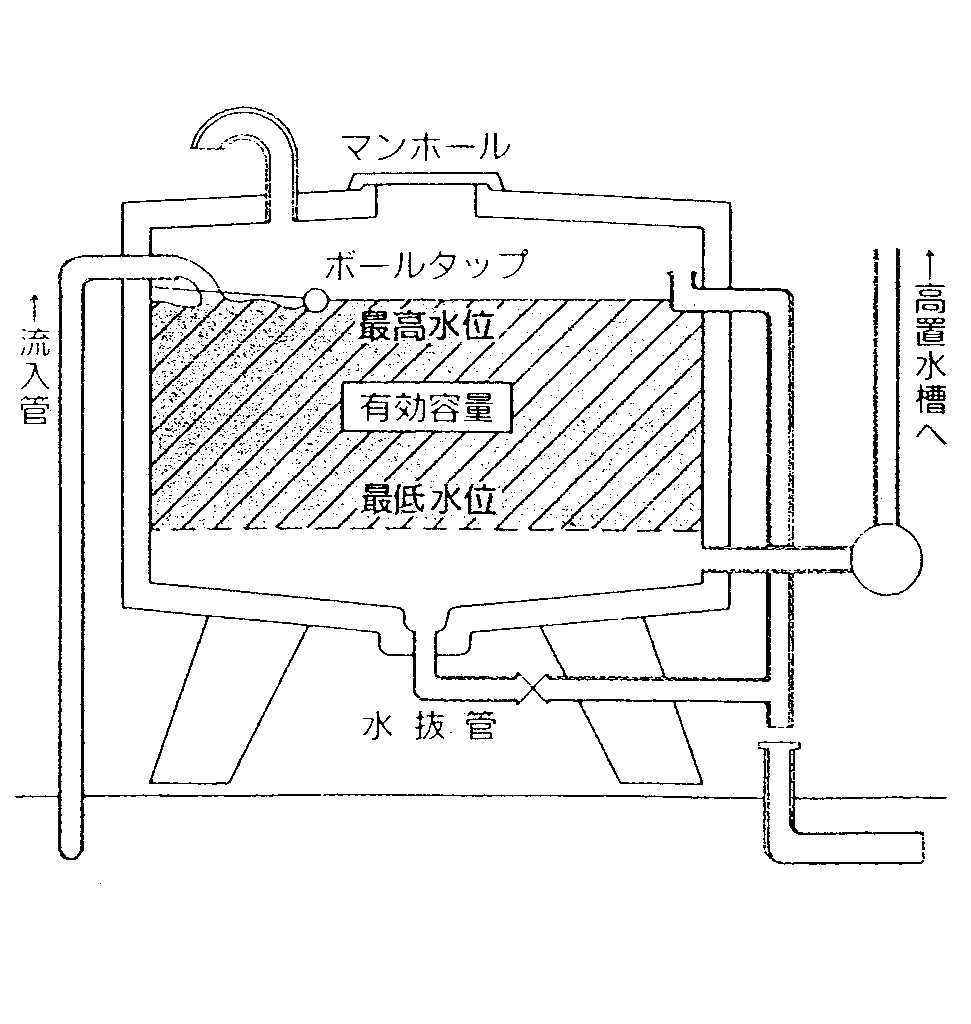 マンホール
ボールタップ
最高水位
有効容量
最低水位
水抜管
↑流入管
↑高置水槽へ